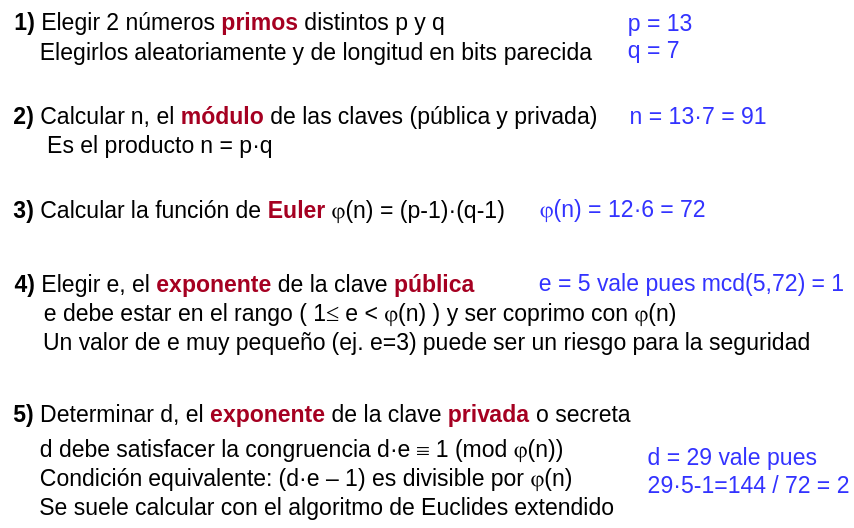 1) Elegir 2 números primos distintos p y q p = 13
Elegirlos aleatoriamente y de longitud en bits parecida q = 7
2) Calcular n, el módulo de las claves (pública y privada) n = 13·7 = 91
Es el producto n = p·q
3) Calcular la función de Euler φ(n) = (p-1)·(q-1) φ(n) = 12·6 = 72
4) Elegir e, el exponente de la clave pública e = 5 vale pues mcd(5,72) = 1
e debe estar en el rango ( 1≤ e < φ(n) ) y ser coprimo con φ(n)
Un valor de e muy pequeño (ej. e=3) puede ser un riesgo para la seguridad
5) Determinar d, el exponente de la clave privada o secreta
d debe satisfacer la congruencia d·e ≡ 1 (mod φ(n))
d = 29 vale pues
Condición equivalente: (d·e – 1) es divisible por φ(n)
29·5-1=144 / 72 = 2
Se suele calcular con el algoritmo de Euclides extendido